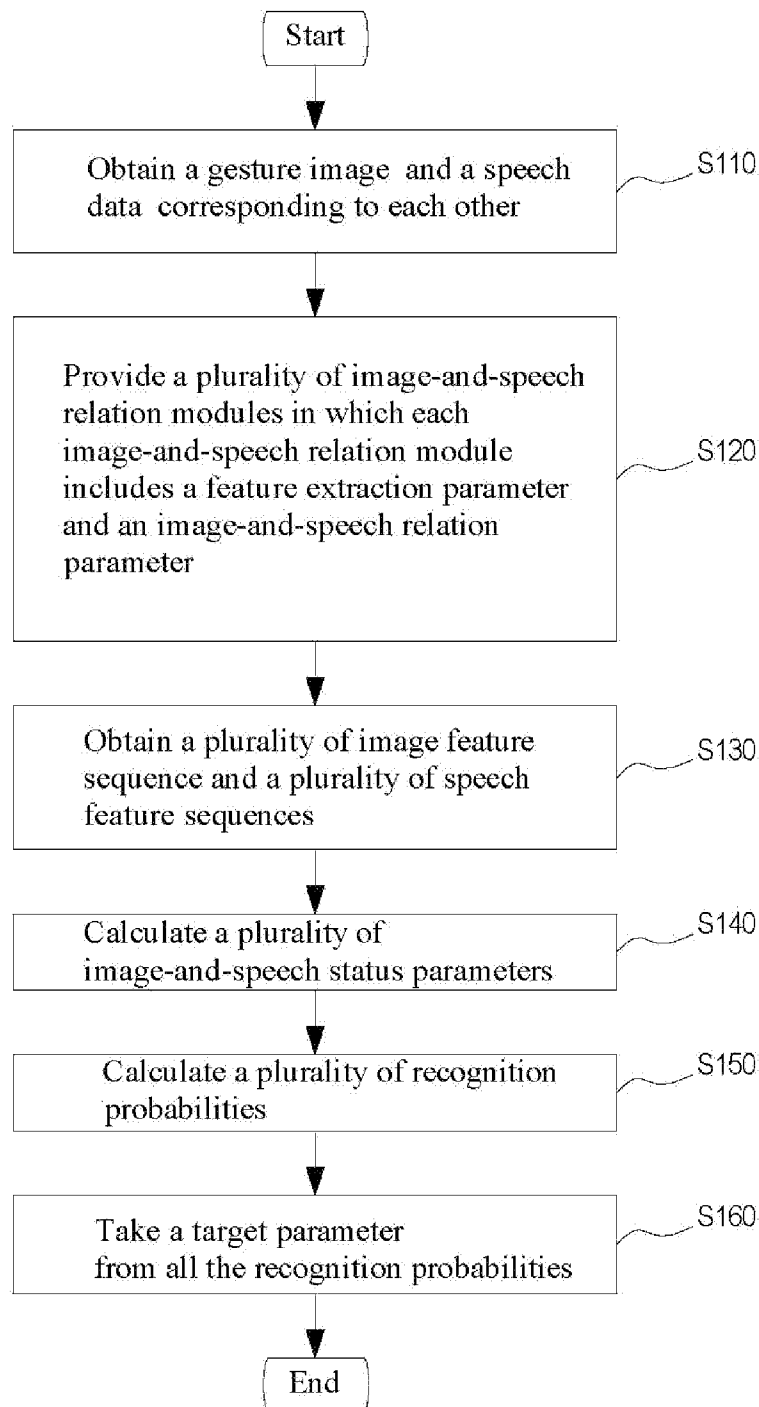 Start
Obtain a gesture image and a speech
data corresponding to each other
S110
Provide a plurality of image-and-speech
relation modules in which each
image-and-speech relation module
includes a feature extraction parameter
and an image-and-speech relation
parameter
S120
Obtain a plurality of image feature
sequence and a plurality of speech
feature sequences
S130
Calculate a plurality of
image-and-speech status parameters
S140
Calculate a plurality of recognition
probabilities
S150
Take a target parameter
from all the recognition probabilities
S160
End